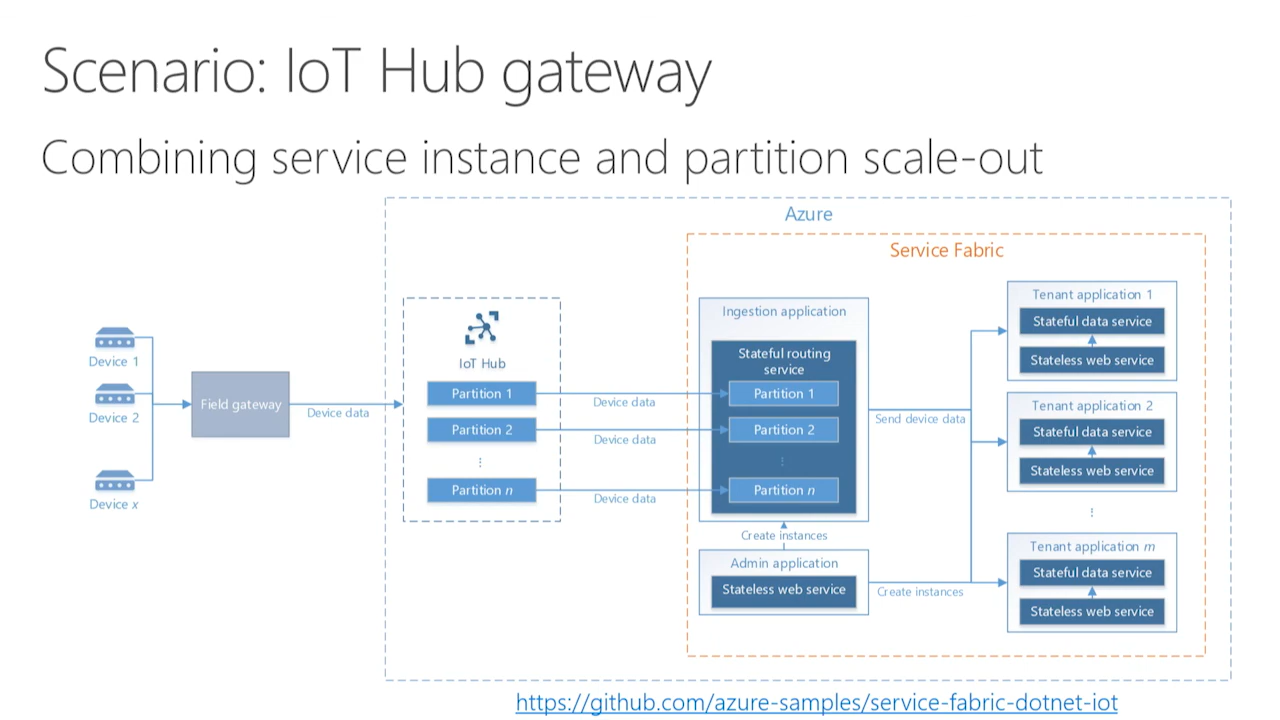 Scenario: IoT Hub gateway
Combining service instance and partition scale-out
Azure
Service Fabric
Device 1
Device 2
Device x
Field gateway
Device data
IoT Hub
Partition 1
Partition 2
⋮
Partition n
Device data
Device data
Device data
Ingestion application
Stateful routing
service
Partition 1
Partition 2
⋮
Partition n
Create instances
Admin application
Stateless web service
Send device data
Create instances
Tenant application 1
Stateful data service
Stateless web service
Tenant application 2
Stateful data service
Stateless web service
⋮
Tenant application m
Stateful data service
Stateless web service
https://github.com/azure-samples/service-fabric-dotnet-iot